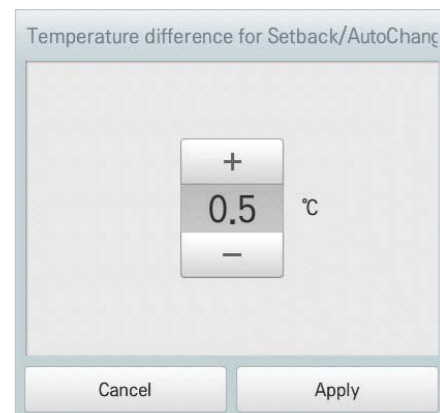 Temperature difference for Setback/AutoChang
+
0.5 ℃
−
Cancel Apply